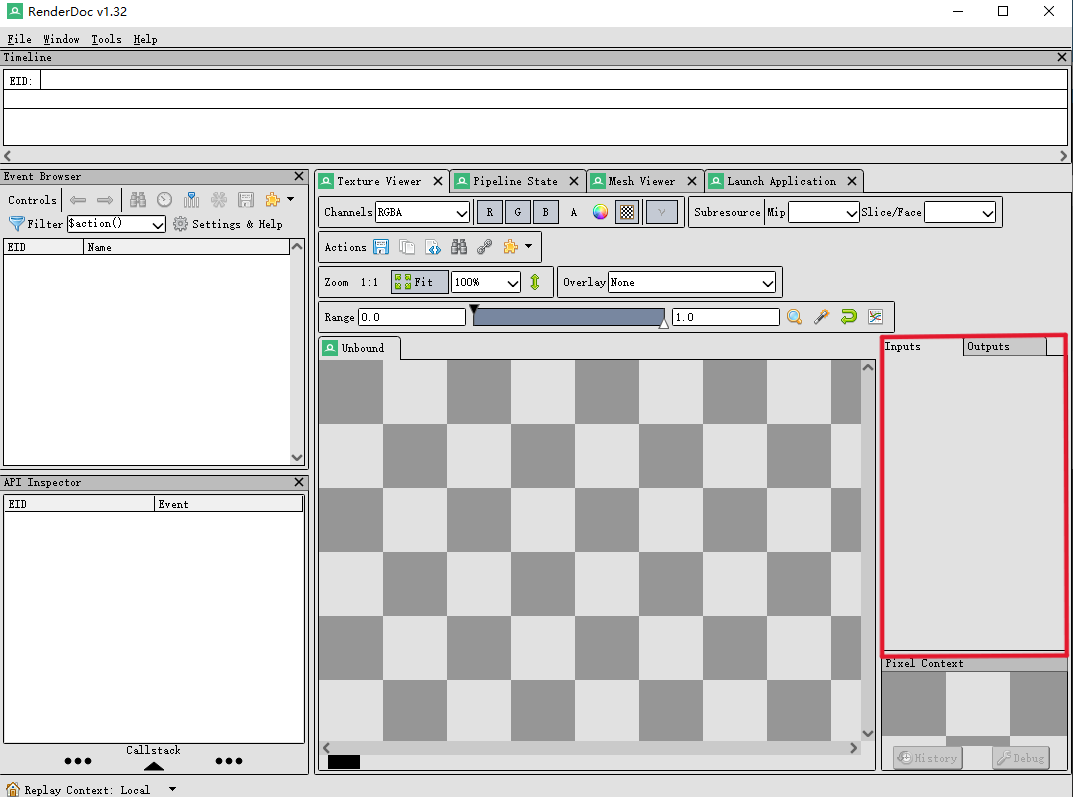 RenderDoc v1.32
File Window Tools Help
Timeline
EID:
Event Browser
Controls
Filter $action() Settings & Help
EID Name
API Inspector
EID Event
Callstack
Texture Viewer Pipeline State Mesh Viewer Launch Application
Channels RGBA R G B A γ Subresource Mip Slice/Face
Actions
Zoom 1:1 Fit 100% Overlay None
Range 0.0 1.0
Unbound
Inputs Outputs
Pixel Context
History Debug
Replay Context: Local